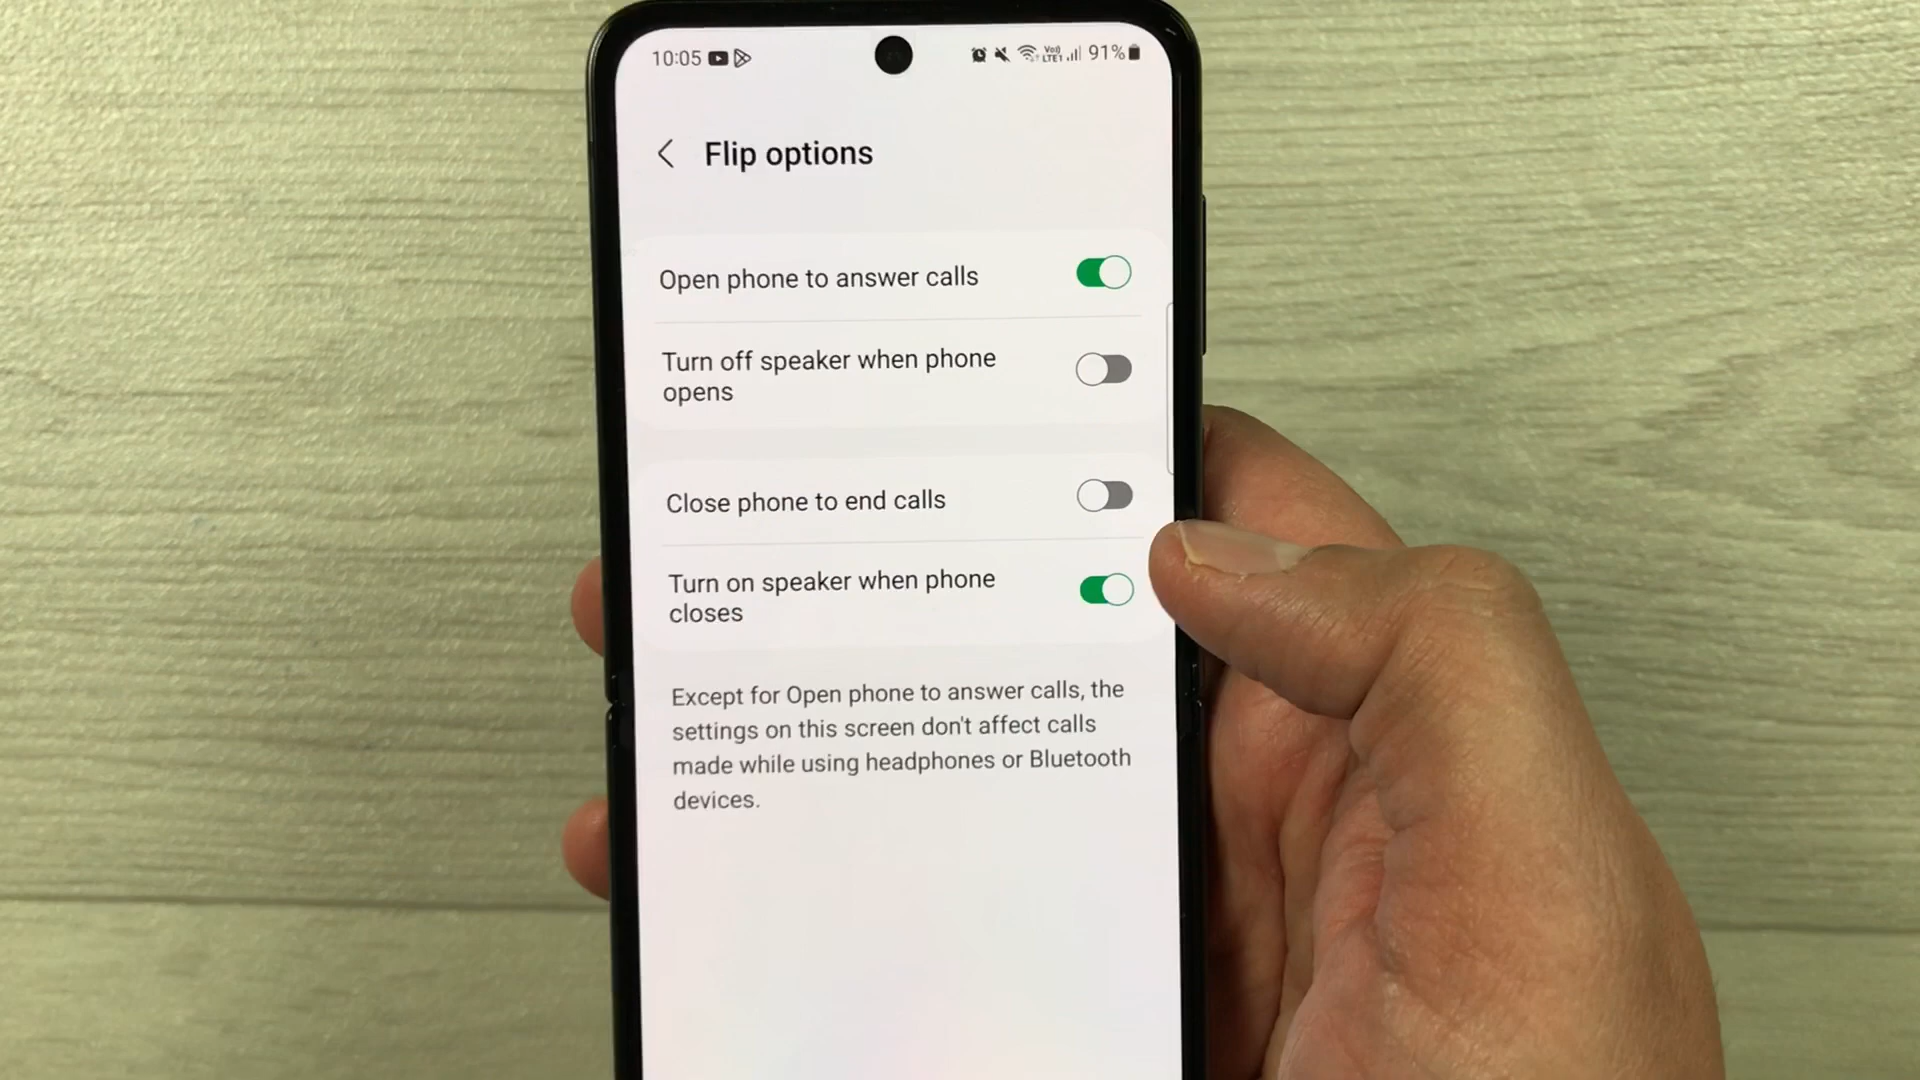 10:05
Vo))
LTE1
91%
Flip options
Open phone to answer calls
Turn off speaker when phone
opens
Close phone to end calls
Turn on speaker when phone
closes
Except for Open phone to answer calls, the
settings on this screen don't affect calls
made while using headphones or Bluetooth
devices.